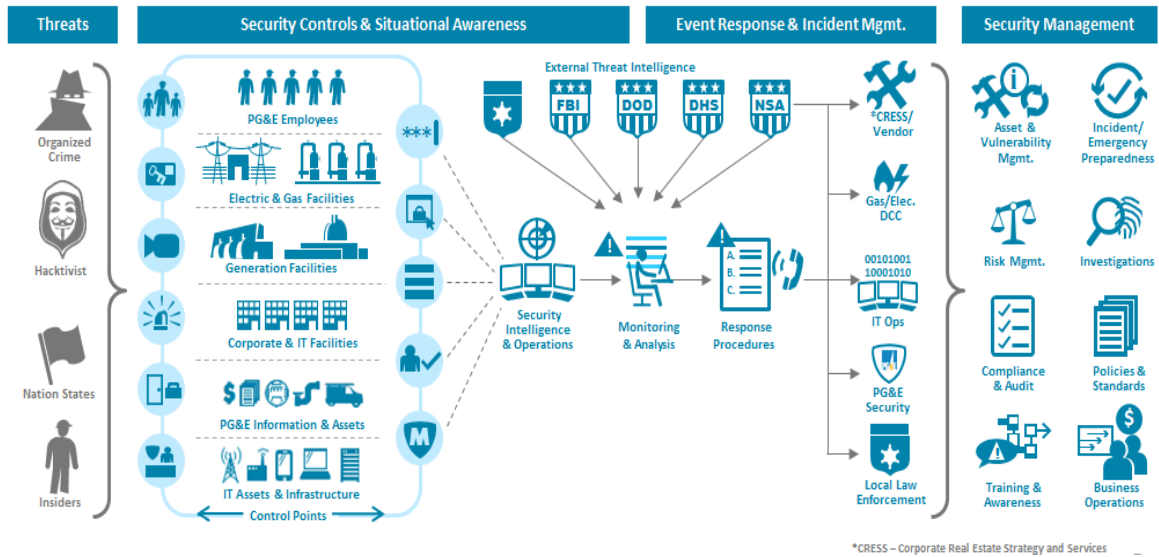 Threats
Security Controls & Situational Awareness
Event Response & Incident Mgmt.
Security Management
Organized
Crime
Hacktivist
Nation States
Insiders
PG&E Employees
Electric & Gas Facilities
Generation Facilities
Corporate & IT Facilities
$
PG&E Information & Assets
IT Assets & Infrastructure
Control Points
***
M
Security
Intelligence
& Operations
External Threat Intelligence
FBI
DOD
DHS
NSA
Monitoring
& Analysis
A.
B.
C.
Response
Procedures
*CRESS/
Vendor
Gas/Elec.
DCC
00101001
10001010
IT Ops
PG&E
Security
Local Law
Enforcement
Asset &
Vulnerability
Mgmt.
Incident/
Emergency
Preparedness
Risk Mgmt.
Investigations
Compliance
& Audit
Policies &
Standards
Training &
Awareness
$
Business
Operations
*CRESS – Corporate Real Estate Strategy and Services